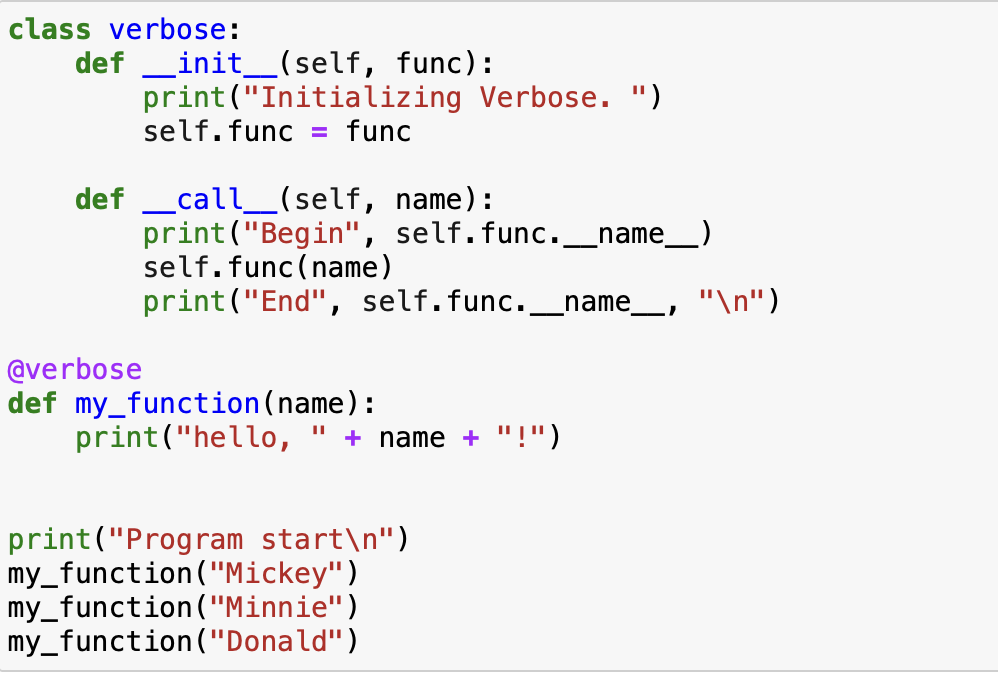 class verbose:
    def __init__(self, func):
        print("Initializing Verbose. ")
        self.func = func

    def __call__(self, name):
        print("Begin", self.func.__name__)
        self.func(name)
        print("End", self.func.__name__, "\n")

@verbose
def my_function(name):
    print("hello, " + name + "!")


print("Program start\n")
my_function("Mickey")
my_function("Minnie")
my_function("Donald")